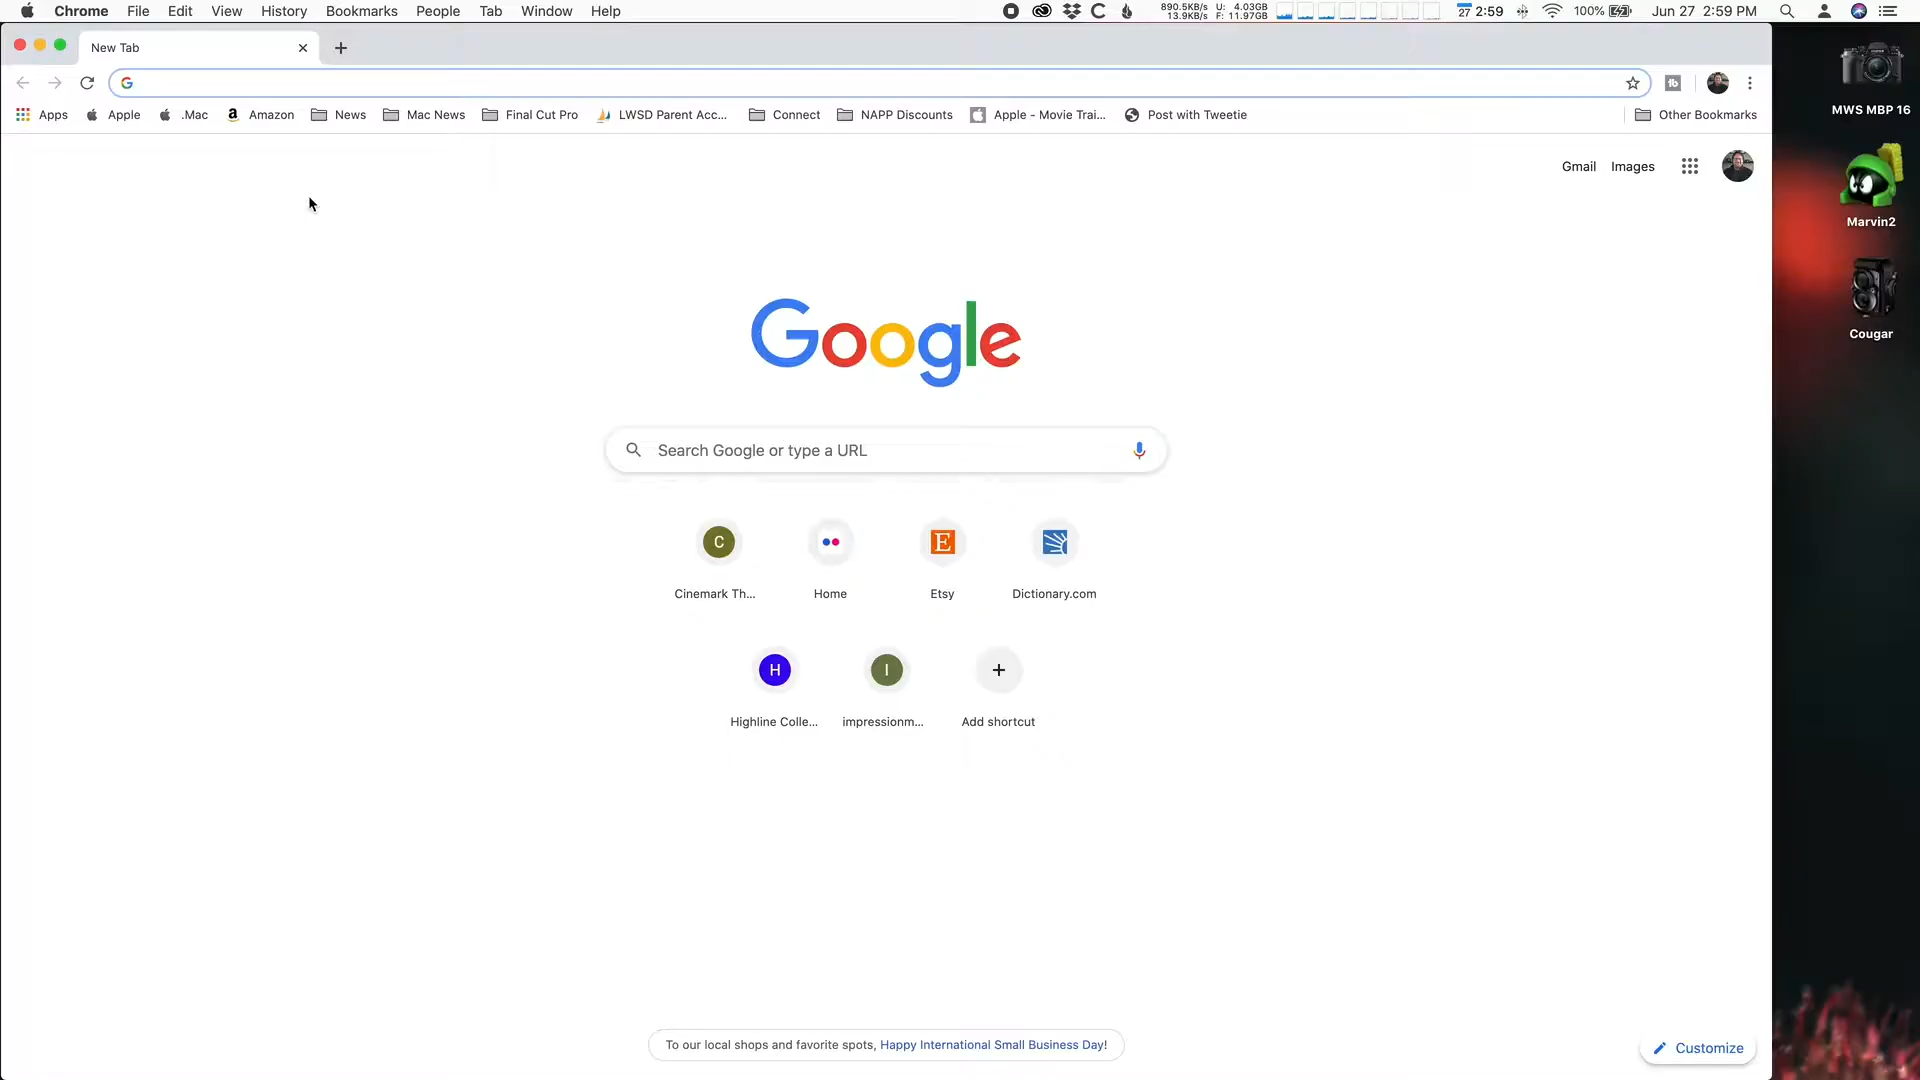 Chrome File Edit View History Bookmarks People Tab Window Help
890.5KB/s U: 4.03GB
13.9KB/s F: 11.97GB
27 2:59 100% Jun 27 2:59 PM
New Tab
Apps Apple .Mac Amazon News Mac News Final Cut Pro LWSD Parent Acc... Connect NAPP Discounts Apple - Movie Trai... Post with Tweetie Other Bookmarks
MWS MBP 16
Gmail Images
Marvin2
Cougar
Google
Search Google or type a URL
C E
Cinemark Th... Home Etsy Dictionary.com
H I
Highline Colle... impressionm... Add shortcut
To our local shops and favorite spots, Happy International Small Business Day!
Customize